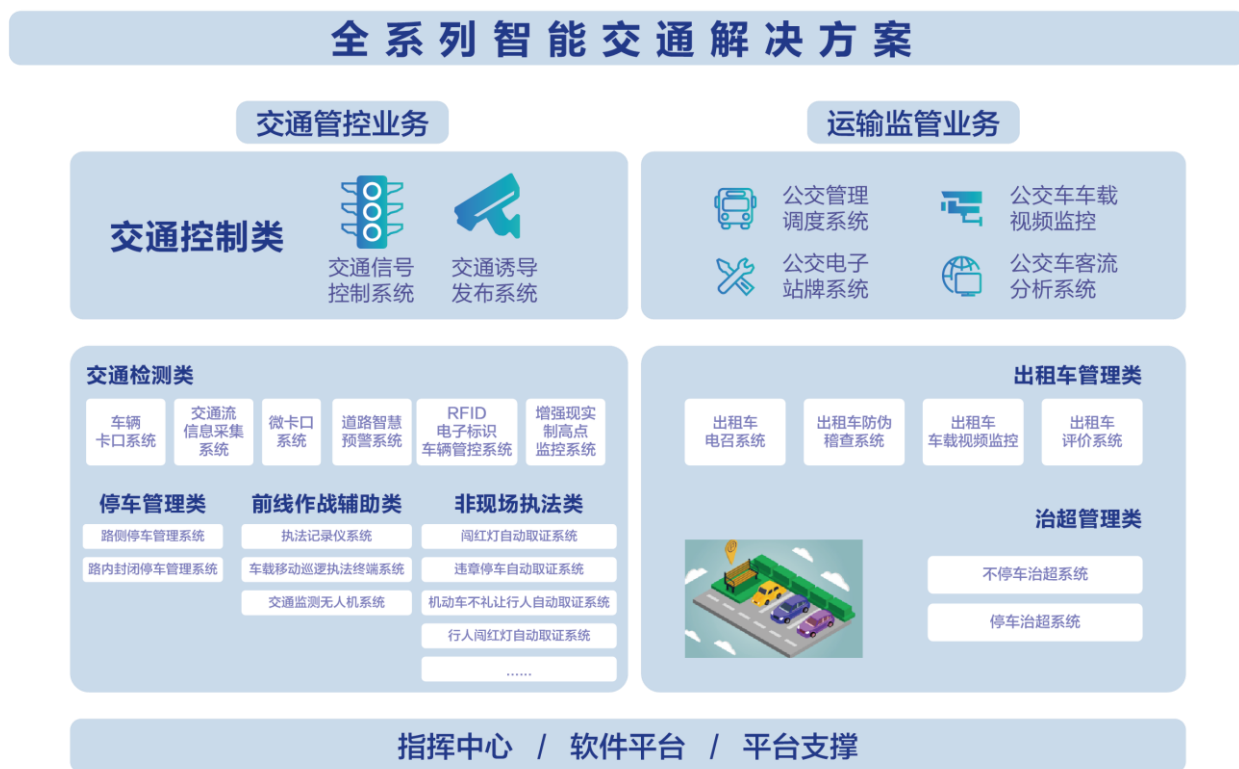 全系列智能交通解决方案
交通管控业务
交通控制类
交通信号
控制系统
交通诱导
发布系统
交通检测类
车辆
卡口系统
交通流
信息采集
系统
微卡口
系统
道路智慧
预警系统
RFID
电子标识
车辆管控系统
增强现实
制高点
监控系统
停车管理类
路侧停车管理系统
路内封闭停车管理系统
前线作战辅助类
执法记录仪系统
车载移动巡逻执法终端系统
交通监测无人机系统
非现场执法类
闯红灯自动取证系统
违章停车自动取证系统
机动车不礼让行人自动取证系统
行人闯红灯自动取证系统
......
运输监管业务
公交管理
调度系统
公交车车载
视频监控
公交电子
站牌系统
公交车客流
分析系统
出租车管理类
出租车
电召系统
出租车防伪
稽查系统
出租车
车载视频监控
出租车
评价系统
治超管理类
不停车治超系统
停车治超系统
指挥中心 / 软件平台 / 平台支撑